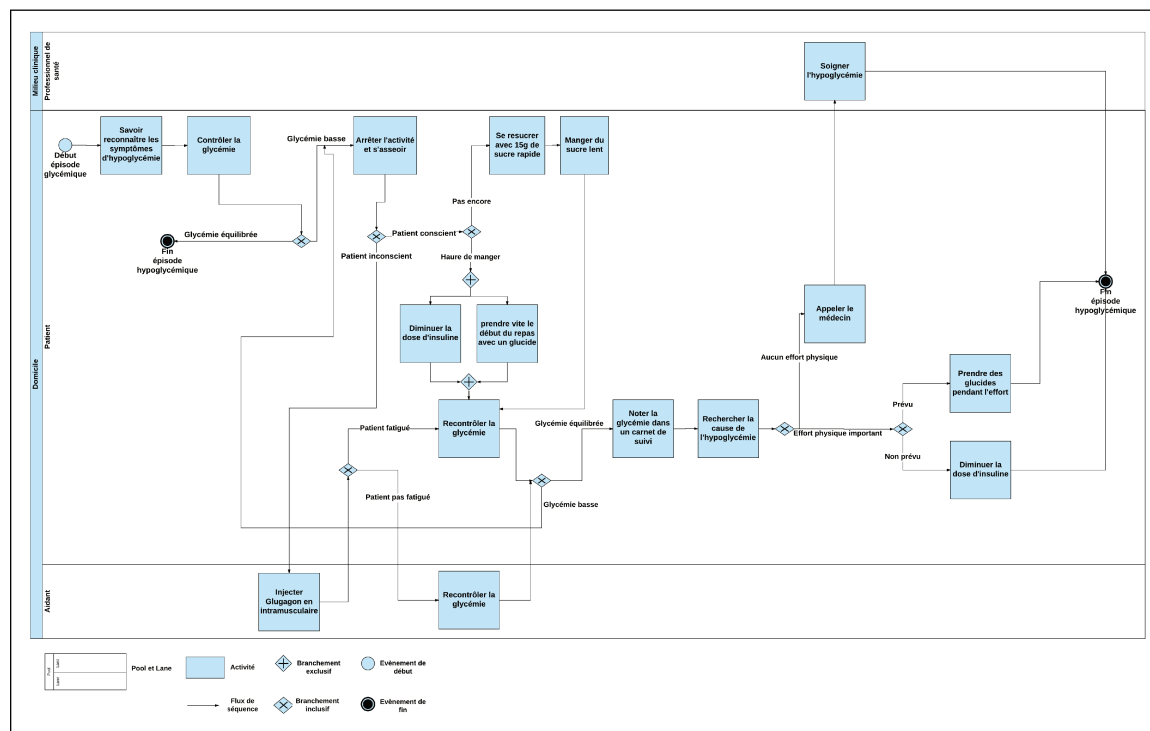 Milieu clinique
Professionnel de
santé
Soigner
l'hypoglycémie
Domicile
Patient
Début
épisode
glycémique
Savoir
reconnaître les
symptômes
d'hypoglycémie
Contrôler la
glycémie
Glycémie basse
Arrêter l'activité
et s'asseoir
Se resucrer
avec 15g de
sucre rapide
Manger du
sucre lent
Pas encore
Glycémie équilibrée
Fin
épisode
hypoglycémique
Patient conscient
Patient inconscient
Haure de manger
Diminuer la
dose d'insuline
prendre vite le
début du repas
avec un glucide
Appeler le
médecin
Fin
épisode
hypoglycémique
Aucun effort physique
Prendre des
glucides
pendant l'effort
Prévu
Patient fatigué
Recontrôler la
glycémie
Glycémie équilibrée
Noter la
glycémie dans
un carnet de
suivi
Rechercher la
cause de
l'hypoglycémie
Effort physique important
Non prévu
Diminuer la
dose d'insuline
Patient pas fatigué
Glycémie basse
Aidant
Injecter
Glugagon en
intramusculaire
Recontrôler la
glycémie
Pool
Lane
Lane
Pool et Lane
Activité
Branchement
exclusif
Evènement de
début
Flux de
séquence
Branchement
inclusif
Evènement de
fin